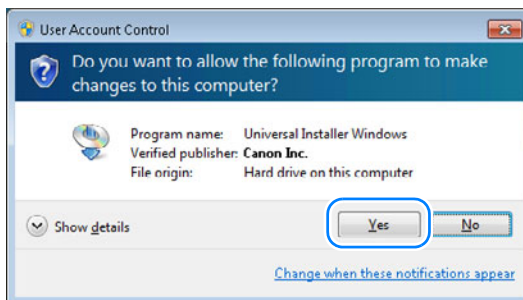 User Account Control
Do you want to allow the following program to make
changes to this computer?
Program name: Universal Installer Windows
Verified publisher: Canon Inc.
File origin: Hard drive on this computer
Show details
Yes
No
Change when these notifications appear